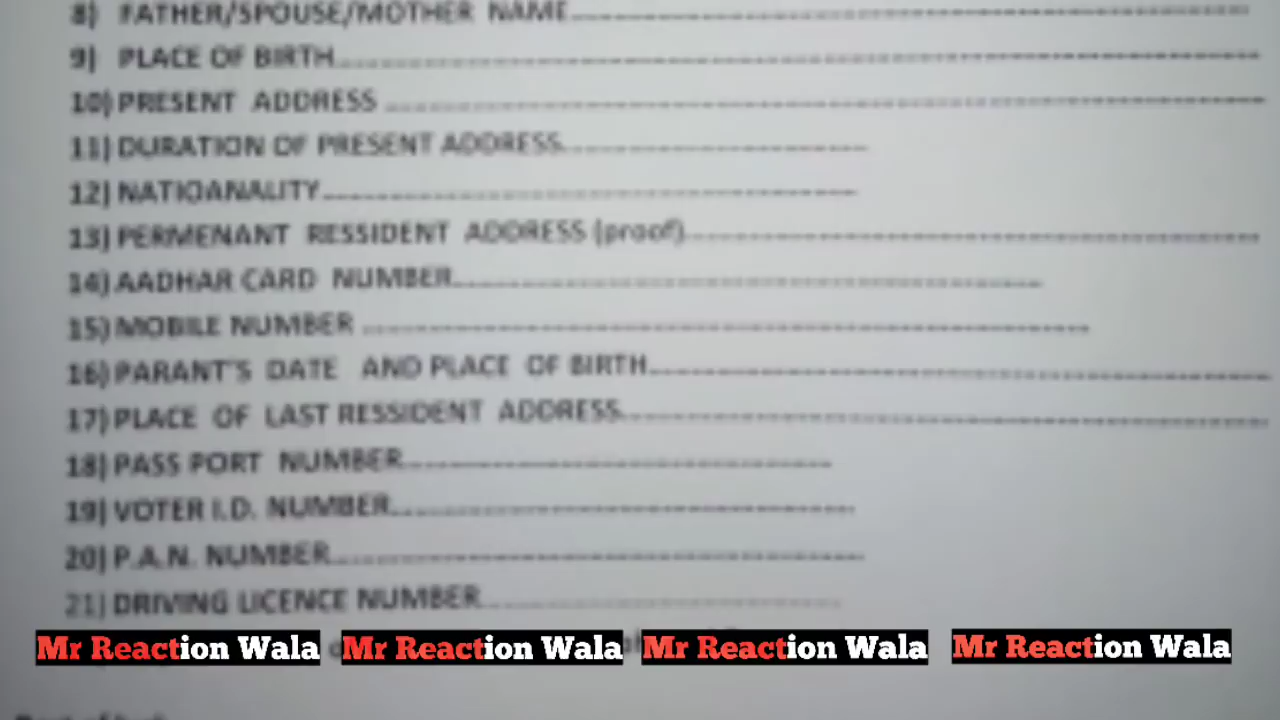 8) FATHER/SPOUSE/MOTHER NAME
9) PLACE OF BIRTH
10) PRESENT ADDRESS
11) DURATION OF PRESENT ADDRESS
12) NATIOANALITY
13) PERMENANT RESSIDENT ADDRESS (proof)
14) AADHAR CARD NUMBER
15) MOBILE NUMBER
16) PARANT'S DATE AND PLACE OF BIRTH
17) PLACE OF LAST RESSIDENT ADDRESS
18) PASS PORT NUMBER
19) VOTER I.D. NUMBER
20) P.A.N. NUMBER
21) DRIVING LICENCE NUMBER
Mr Reaction Wala Mr Reaction Wala Mr Reaction Wala Mr Reaction Wala